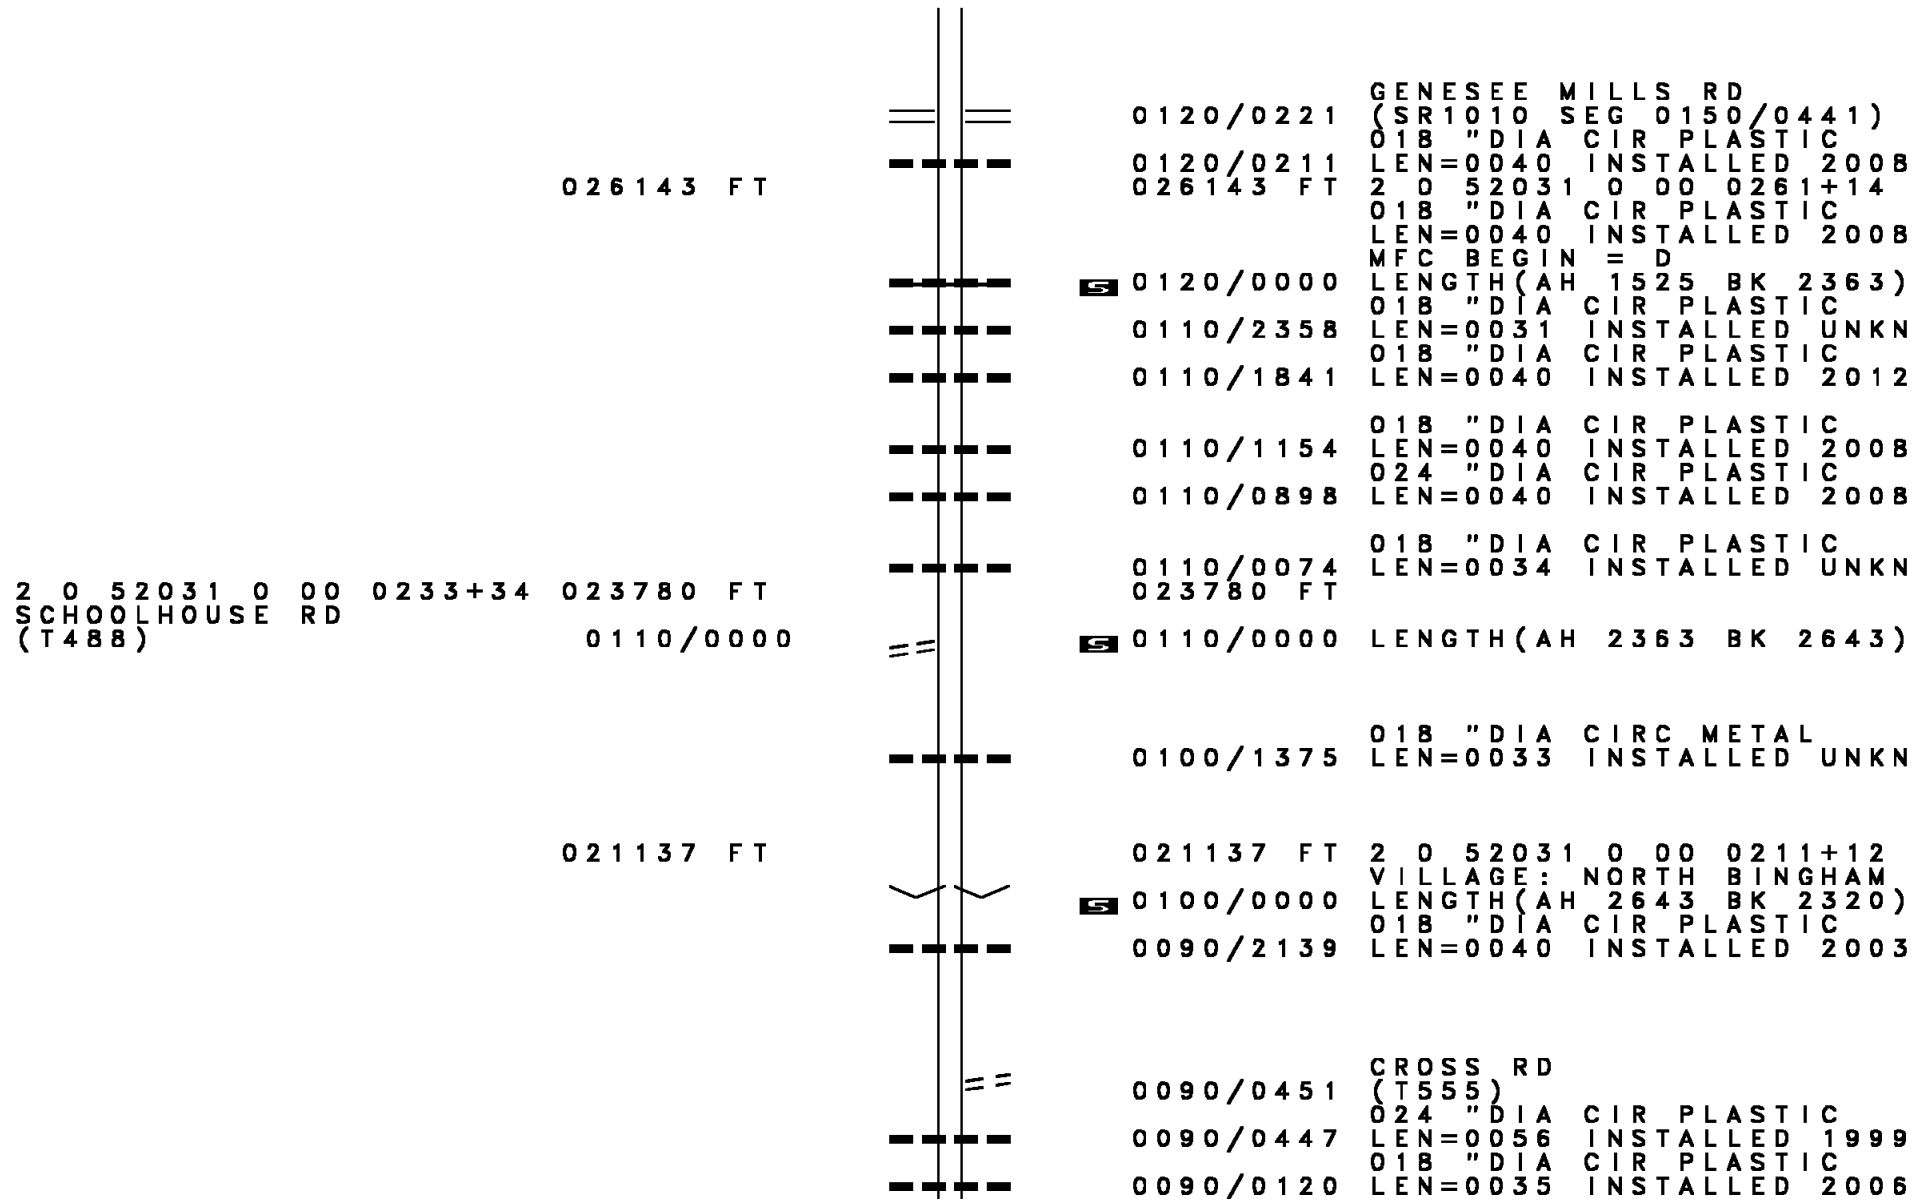 GENESEE MILLS RD
0120/0221 (SR1010 SEG 0150/0441)
018 "DIA CIR PLASTIC
0120/0211 LEN=0040 INSTALLED 2008
026143 FT 026143 FT 2 0 52031 0 00 0261+14
018 "DIA CIR PLASTIC
LEN=0040 INSTALLED 2008
MFC BEGIN = D
S 0120/0000 LENGTH(AH 1525 BK 2363)
018 "DIA CIR PLASTIC
0110/2358 LEN=0031 INSTALLED UNKN
018 "DIA CIR PLASTIC
0110/1841 LEN=0040 INSTALLED 2012
018 "DIA CIR PLASTIC
0110/1154 LEN=0040 INSTALLED 2008
024 "DIA CIR PLASTIC
0110/0898 LEN=0040 INSTALLED 2008
018 "DIA CIR PLASTIC
0110/0074 LEN=0034 INSTALLED UNKN
2 0 52031 0 00 0233+34 023780 FT 023780 FT
SCHOOLHOUSE RD
(T488) 0110/0000 S 0110/0000 LENGTH(AH 2363 BK 2643)
018 "DIA CIRC METAL
0100/1375 LEN=0033 INSTALLED UNKN
021137 FT 021137 FT 2 0 52031 0 00 0211+12
VILLAGE: NORTH BINGHAM
S 0100/0000 LENGTH(AH 2643 BK 2320)
018 "DIA CIR PLASTIC
0090/2139 LEN=0040 INSTALLED 2003
CROSS RD
0090/0451 (T555)
024 "DIA CIR PLASTIC
0090/0447 LEN=0056 INSTALLED 1999
018 "DIA CIR PLASTIC
0090/0120 LEN=0035 INSTALLED 2006